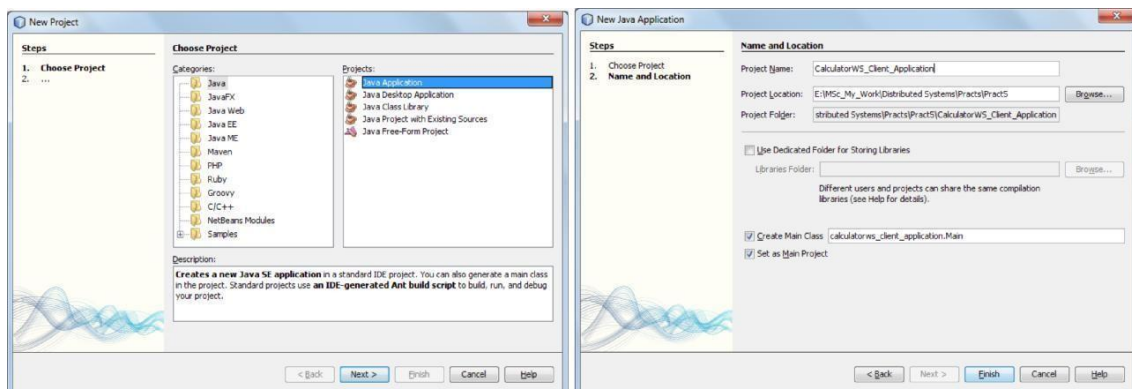 New Project
Steps
1. Choose Project
2. ...
Choose Project
Categories:
Java
JavaFX
Java Web
Java EE
Java ME
Maven
PHP
Ruby
Groovy
C/C++
NetBeans Modules
Samples
Projects:
Java Application
Java Desktop Application
Java Class Library
Java Project with Existing Sources
Java Free-Form Project
Description:
Creates a new Java SE application in a standard IDE project. You can also generate a main class
in the project. Standard projects use an IDE-generated Ant build script to build, run, and debug
your project.
< Back Next > Finish Cancel Help
New Java Application
Steps
1. Choose Project
2. Name and Location
Name and Location
Project Name: CalculatorWS_Client_Application
Project Location: E:\MSc_My_Work\Distributed Systems\Practs\Pract5 Browse...
Project Folder: stributed Systems\Practs\Pract5\CalculatorWS_Client_Application
Use Dedicated Folder for Storing Libraries
Libraries Folder: Browse...
Different users and projects can share the same compilation
libraries (see Help for details).
Create Main Class calculatorws_client_application.Main
Set as Main Project
< Back Next > Finish Cancel Help